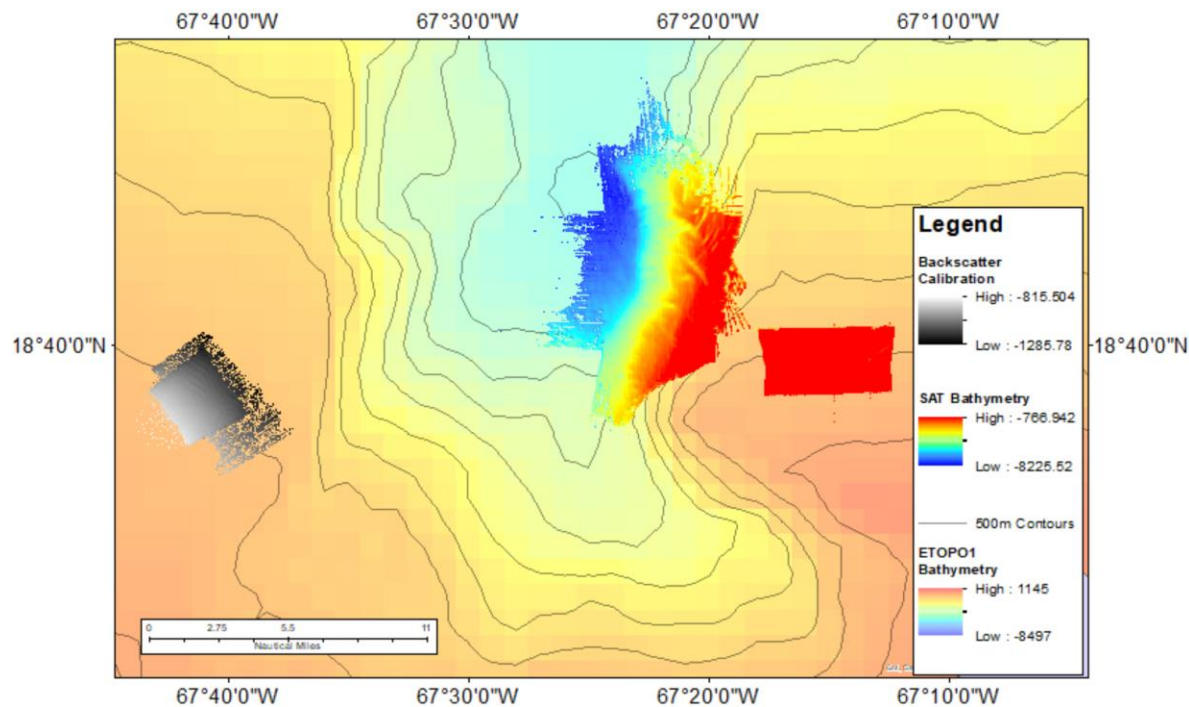 67°40'0"W 67°30'0"W 67°20'0"W 67°10'0"W
18°40'0"N
18°40'0"N
Legend
Backscatter
Calibration
High : -815.504
Low : -1285.78
SAT Bathymetry
High : -766.942
Low : -8225.52
500m Contours
ETOPO1
Bathymetry
High : 1145
Low : -8497
0 2.75 5.5 11
Nautical Miles
67°40'0"W 67°30'0"W 67°20'0"W 67°10'0"W